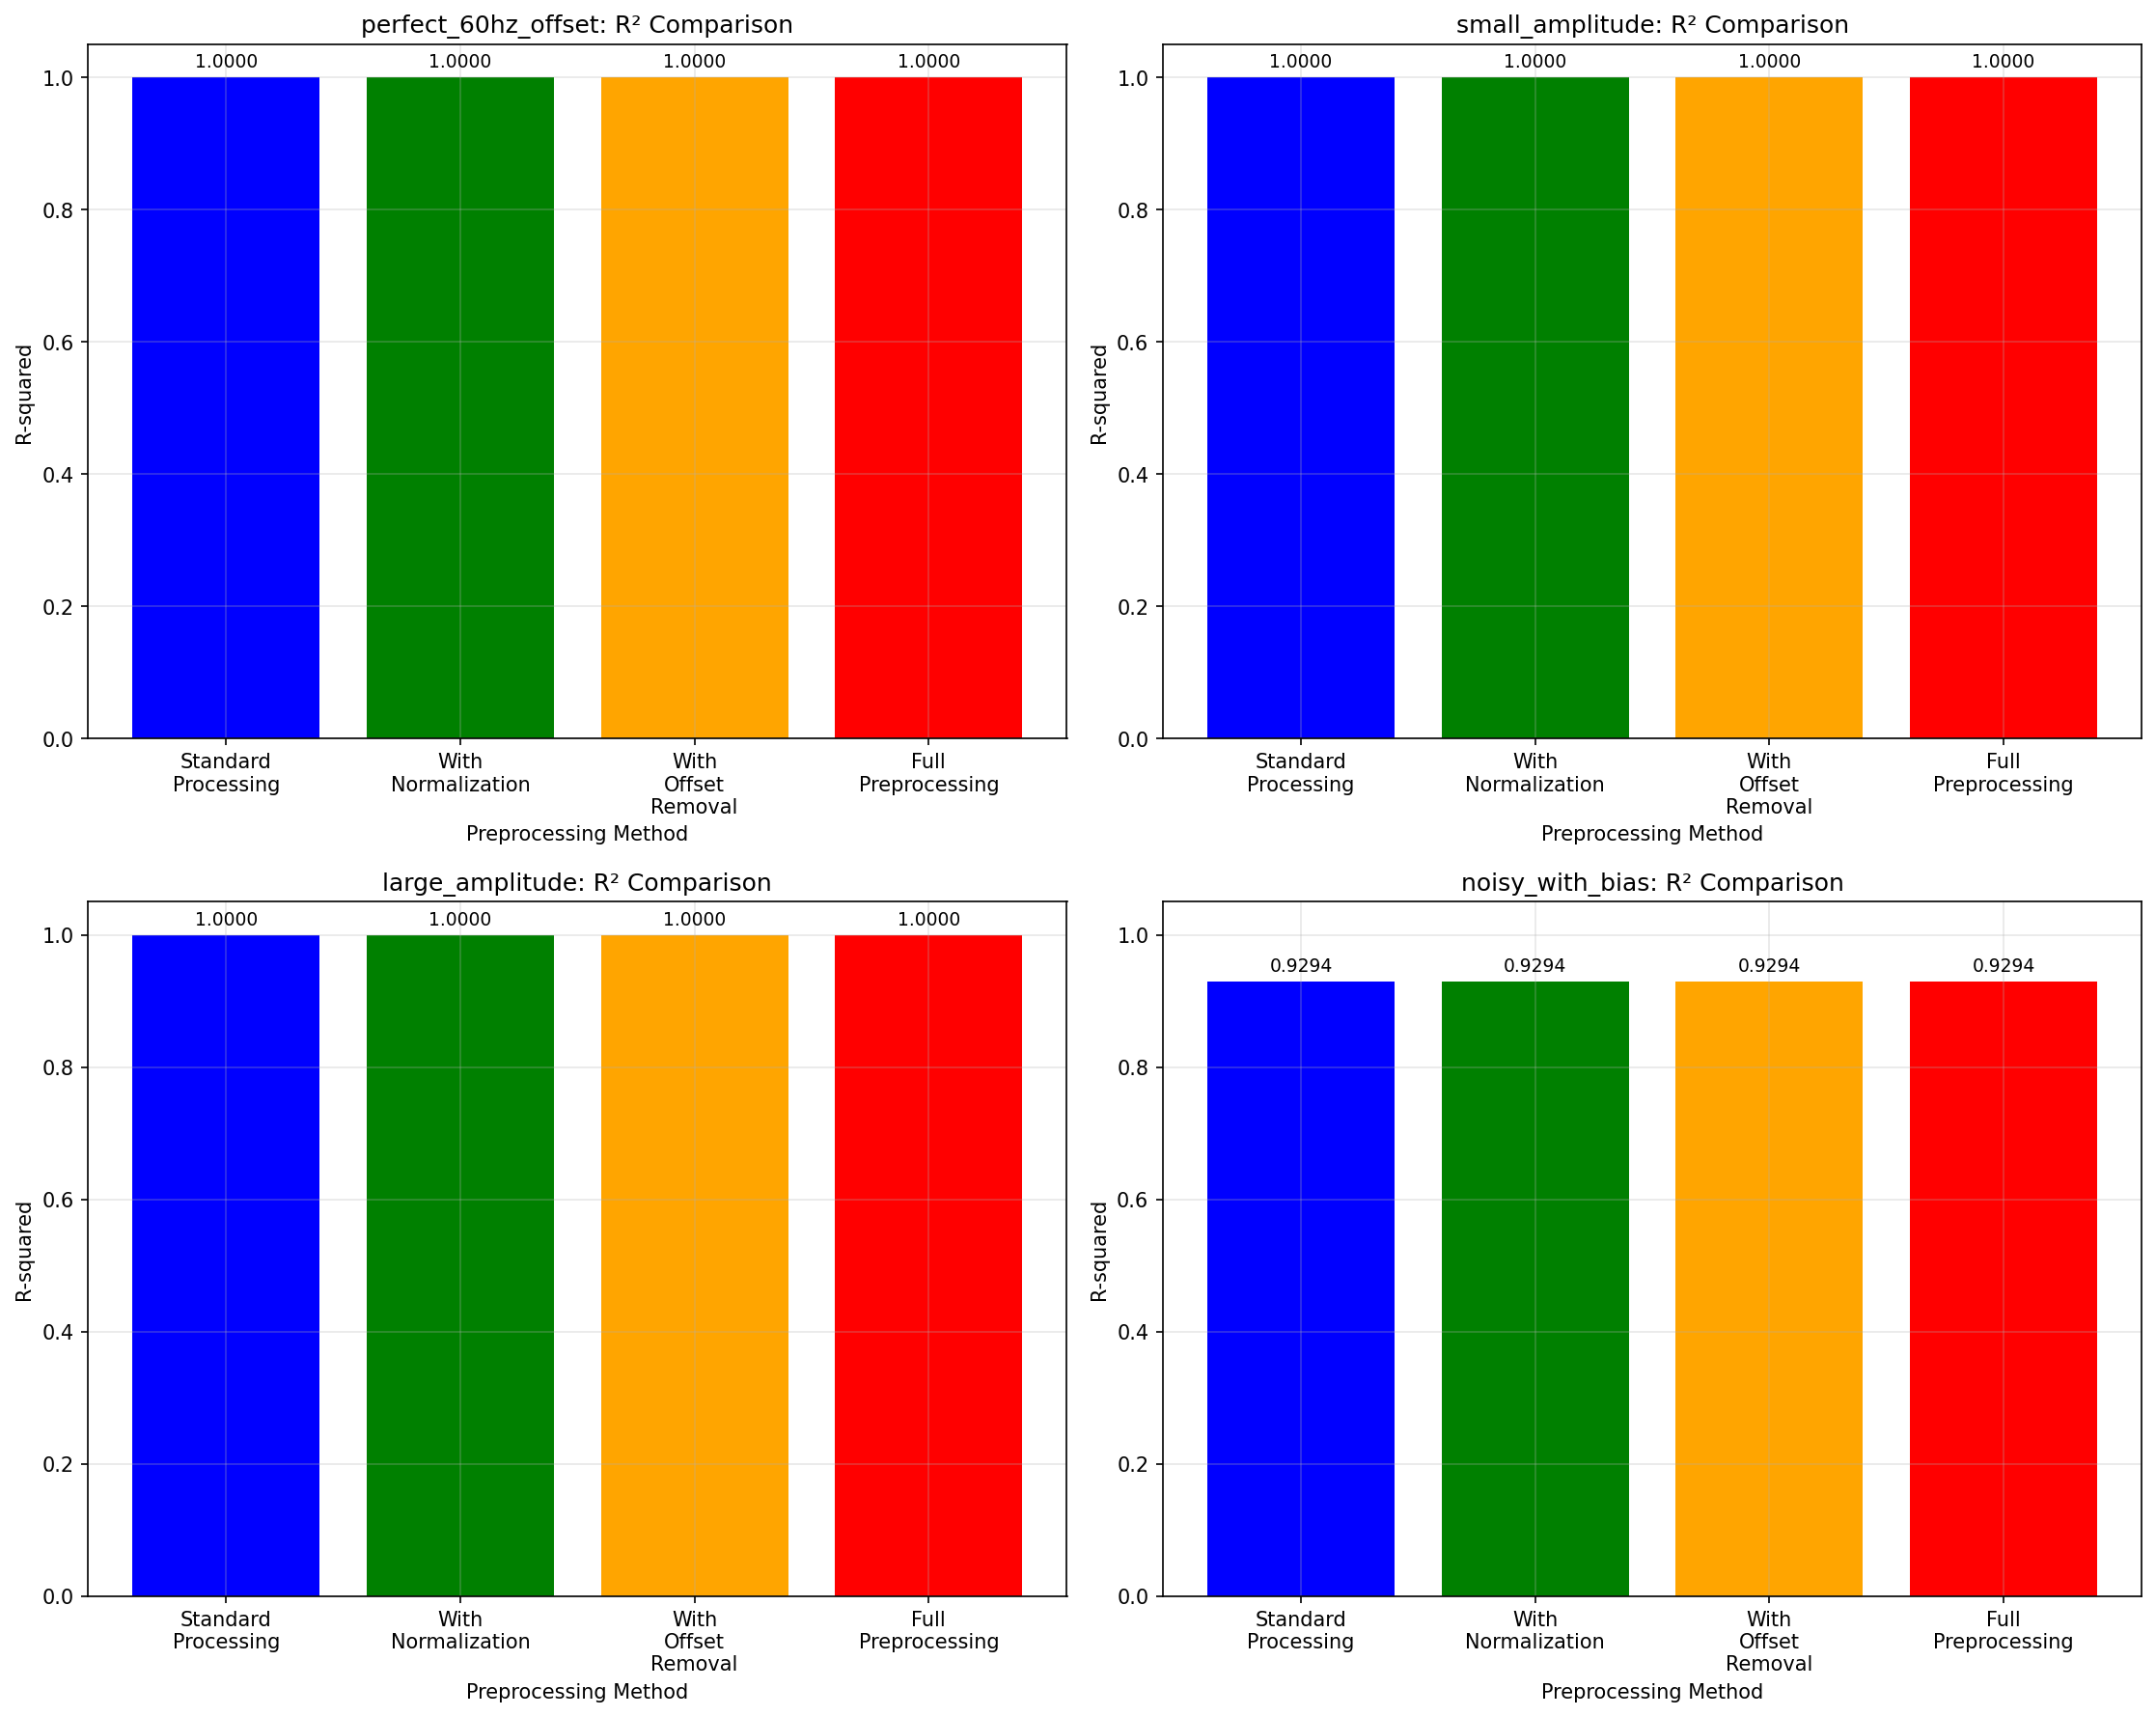 perfect_60hz_offset: R² Comparison
1.0000 1.0000 1.0000 1.0000
1.0
0.8
0.6
0.4
0.2
0.0
R-squared
Standard Processing
With Normalization
With Offset Removal
Full Preprocessing
Preprocessing Method
small_amplitude: R² Comparison
1.0000 1.0000 1.0000 1.0000
1.0
0.8
0.6
0.4
0.2
0.0
R-squared
Standard Processing
With Normalization
With Offset Removal
Full Preprocessing
Preprocessing Method
large_amplitude: R² Comparison
1.0000 1.0000 1.0000 1.0000
1.0
0.8
0.6
0.4
0.2
0.0
R-squared
Standard Processing
With Normalization
With Offset Removal
Full Preprocessing
Preprocessing Method
noisy_with_bias: R² Comparison
1.0
0.9294 0.9294 0.9294 0.9294
0.8
0.6
0.4
0.2
0.0
R-squared
Standard Processing
With Normalization
With Offset Removal
Full Preprocessing
Preprocessing Method